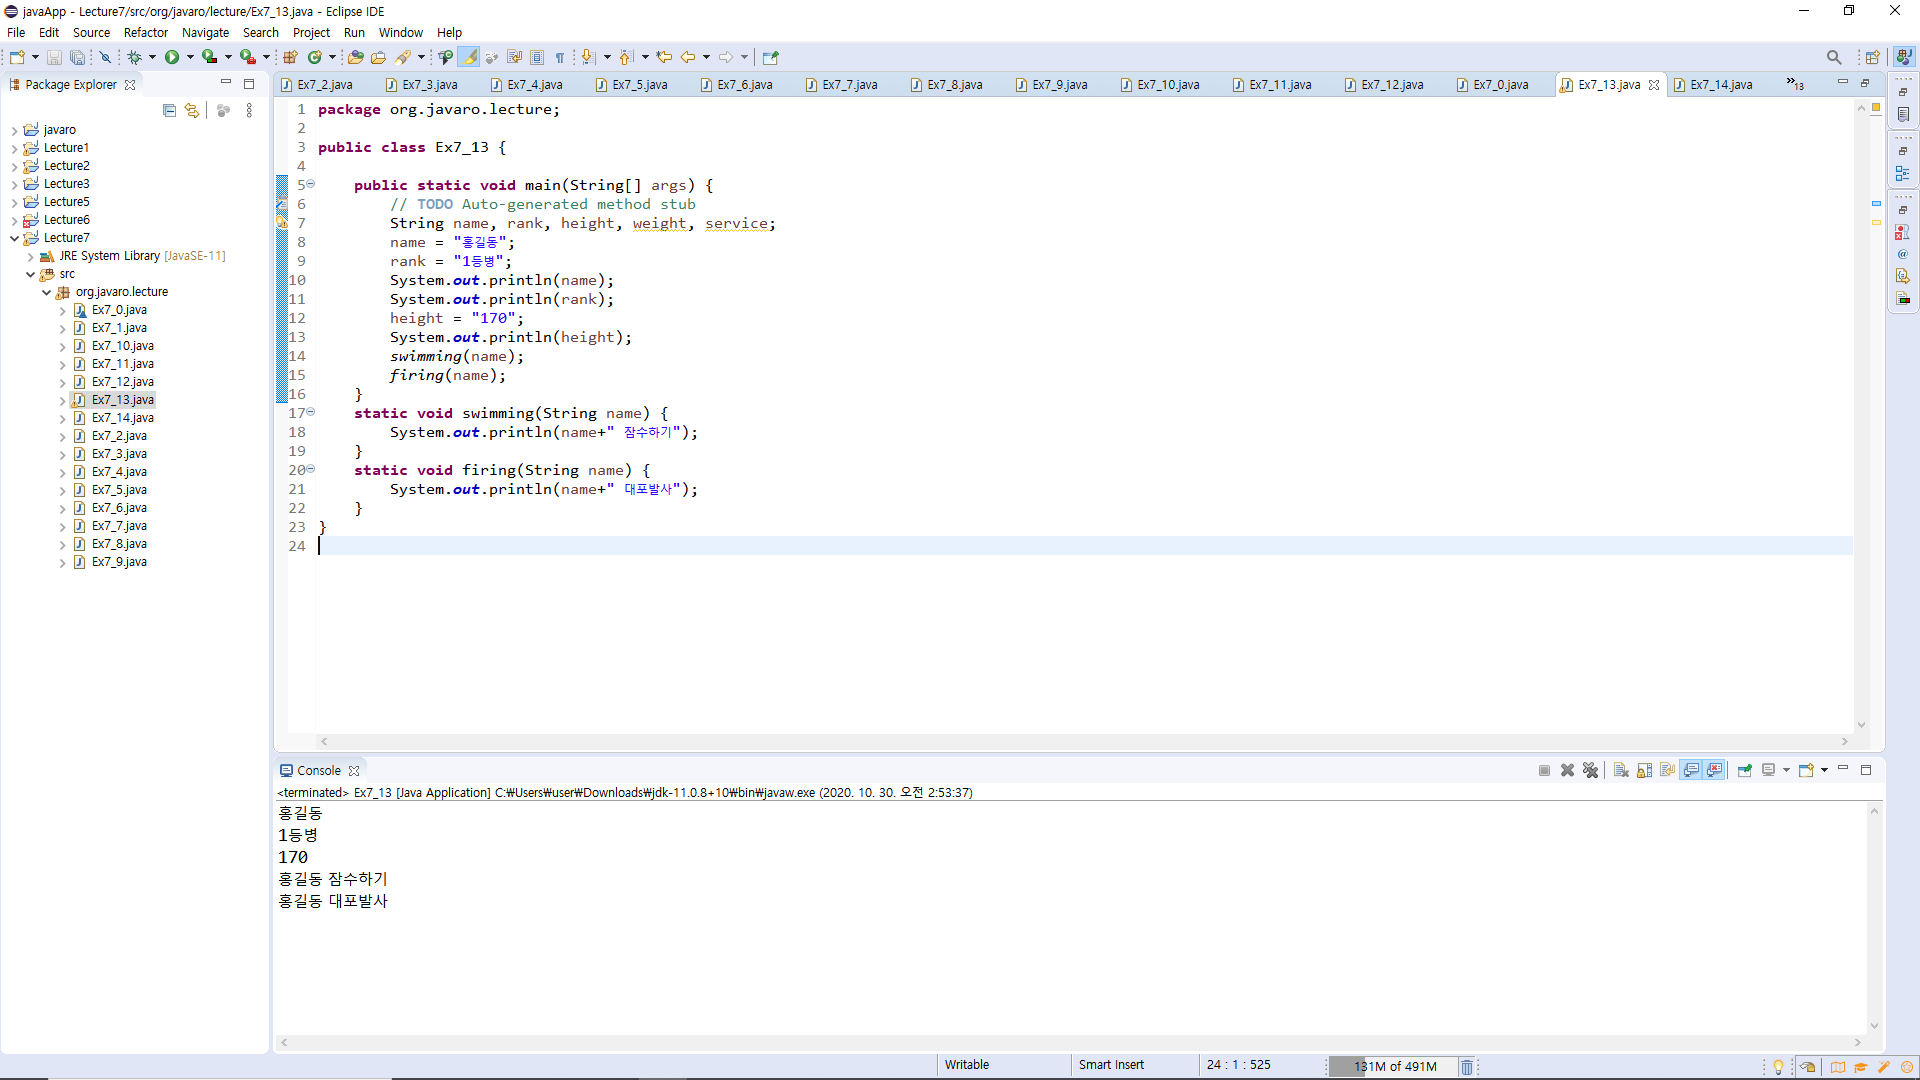 javaApp - Lecture7/src/org/javaro/lecture/Ex7_13.java - Eclipse IDE
File Edit Source Refactor Navigate Search Project Run Window Help
Package Explorer
javaro
Lecture1
Lecture2
Lecture3
Lecture5
Lecture6
Lecture7
JRE System Library [JavaSE-11]
src
org.javaro.lecture
Ex7_0.java
Ex7_1.java
Ex7_10.java
Ex7_11.java
Ex7_12.java
Ex7_13.java
Ex7_14.java
Ex7_2.java
Ex7_3.java
Ex7_4.java
Ex7_5.java
Ex7_6.java
Ex7_7.java
Ex7_8.java
Ex7_9.java
Ex7_2.java Ex7_3.java Ex7_4.java Ex7_5.java Ex7_6.java Ex7_7.java Ex7_8.java Ex7_9.java Ex7_10.java Ex7_11.java Ex7_12.java Ex7_0.java Ex7_13.java Ex7_14.java »13
1 package org.javaro.lecture;
2
3 public class Ex7_13 {
4
5 public static void main(String[] args) {
6 // TODO Auto-generated method stub
7 String name, rank, height, weight, service;
8 name = "홍길동";
9 rank = "1등병";
10 System.out.println(name);
11 System.out.println(rank);
12 height = "170";
13 System.out.println(height);
14 swimming(name);
15 firing(name);
16 }
17 static void swimming(String name) {
18 System.out.println(name+" 잠수하기");
19 }
20 static void firing(String name) {
21 System.out.println(name+" 대포발사");
22 }
23 }
24
Console
<terminated> Ex7_13 [Java Application] C:₩Users₩user₩Downloads₩jdk-11.0.8+10₩bin₩javaw.exe (2020. 10. 30. 오전 2:53:37)
홍길동
1등병
170
홍길동 잠수하기
홍길동 대포발사
Writable Smart Insert 24 : 1 : 525 131M of 491M